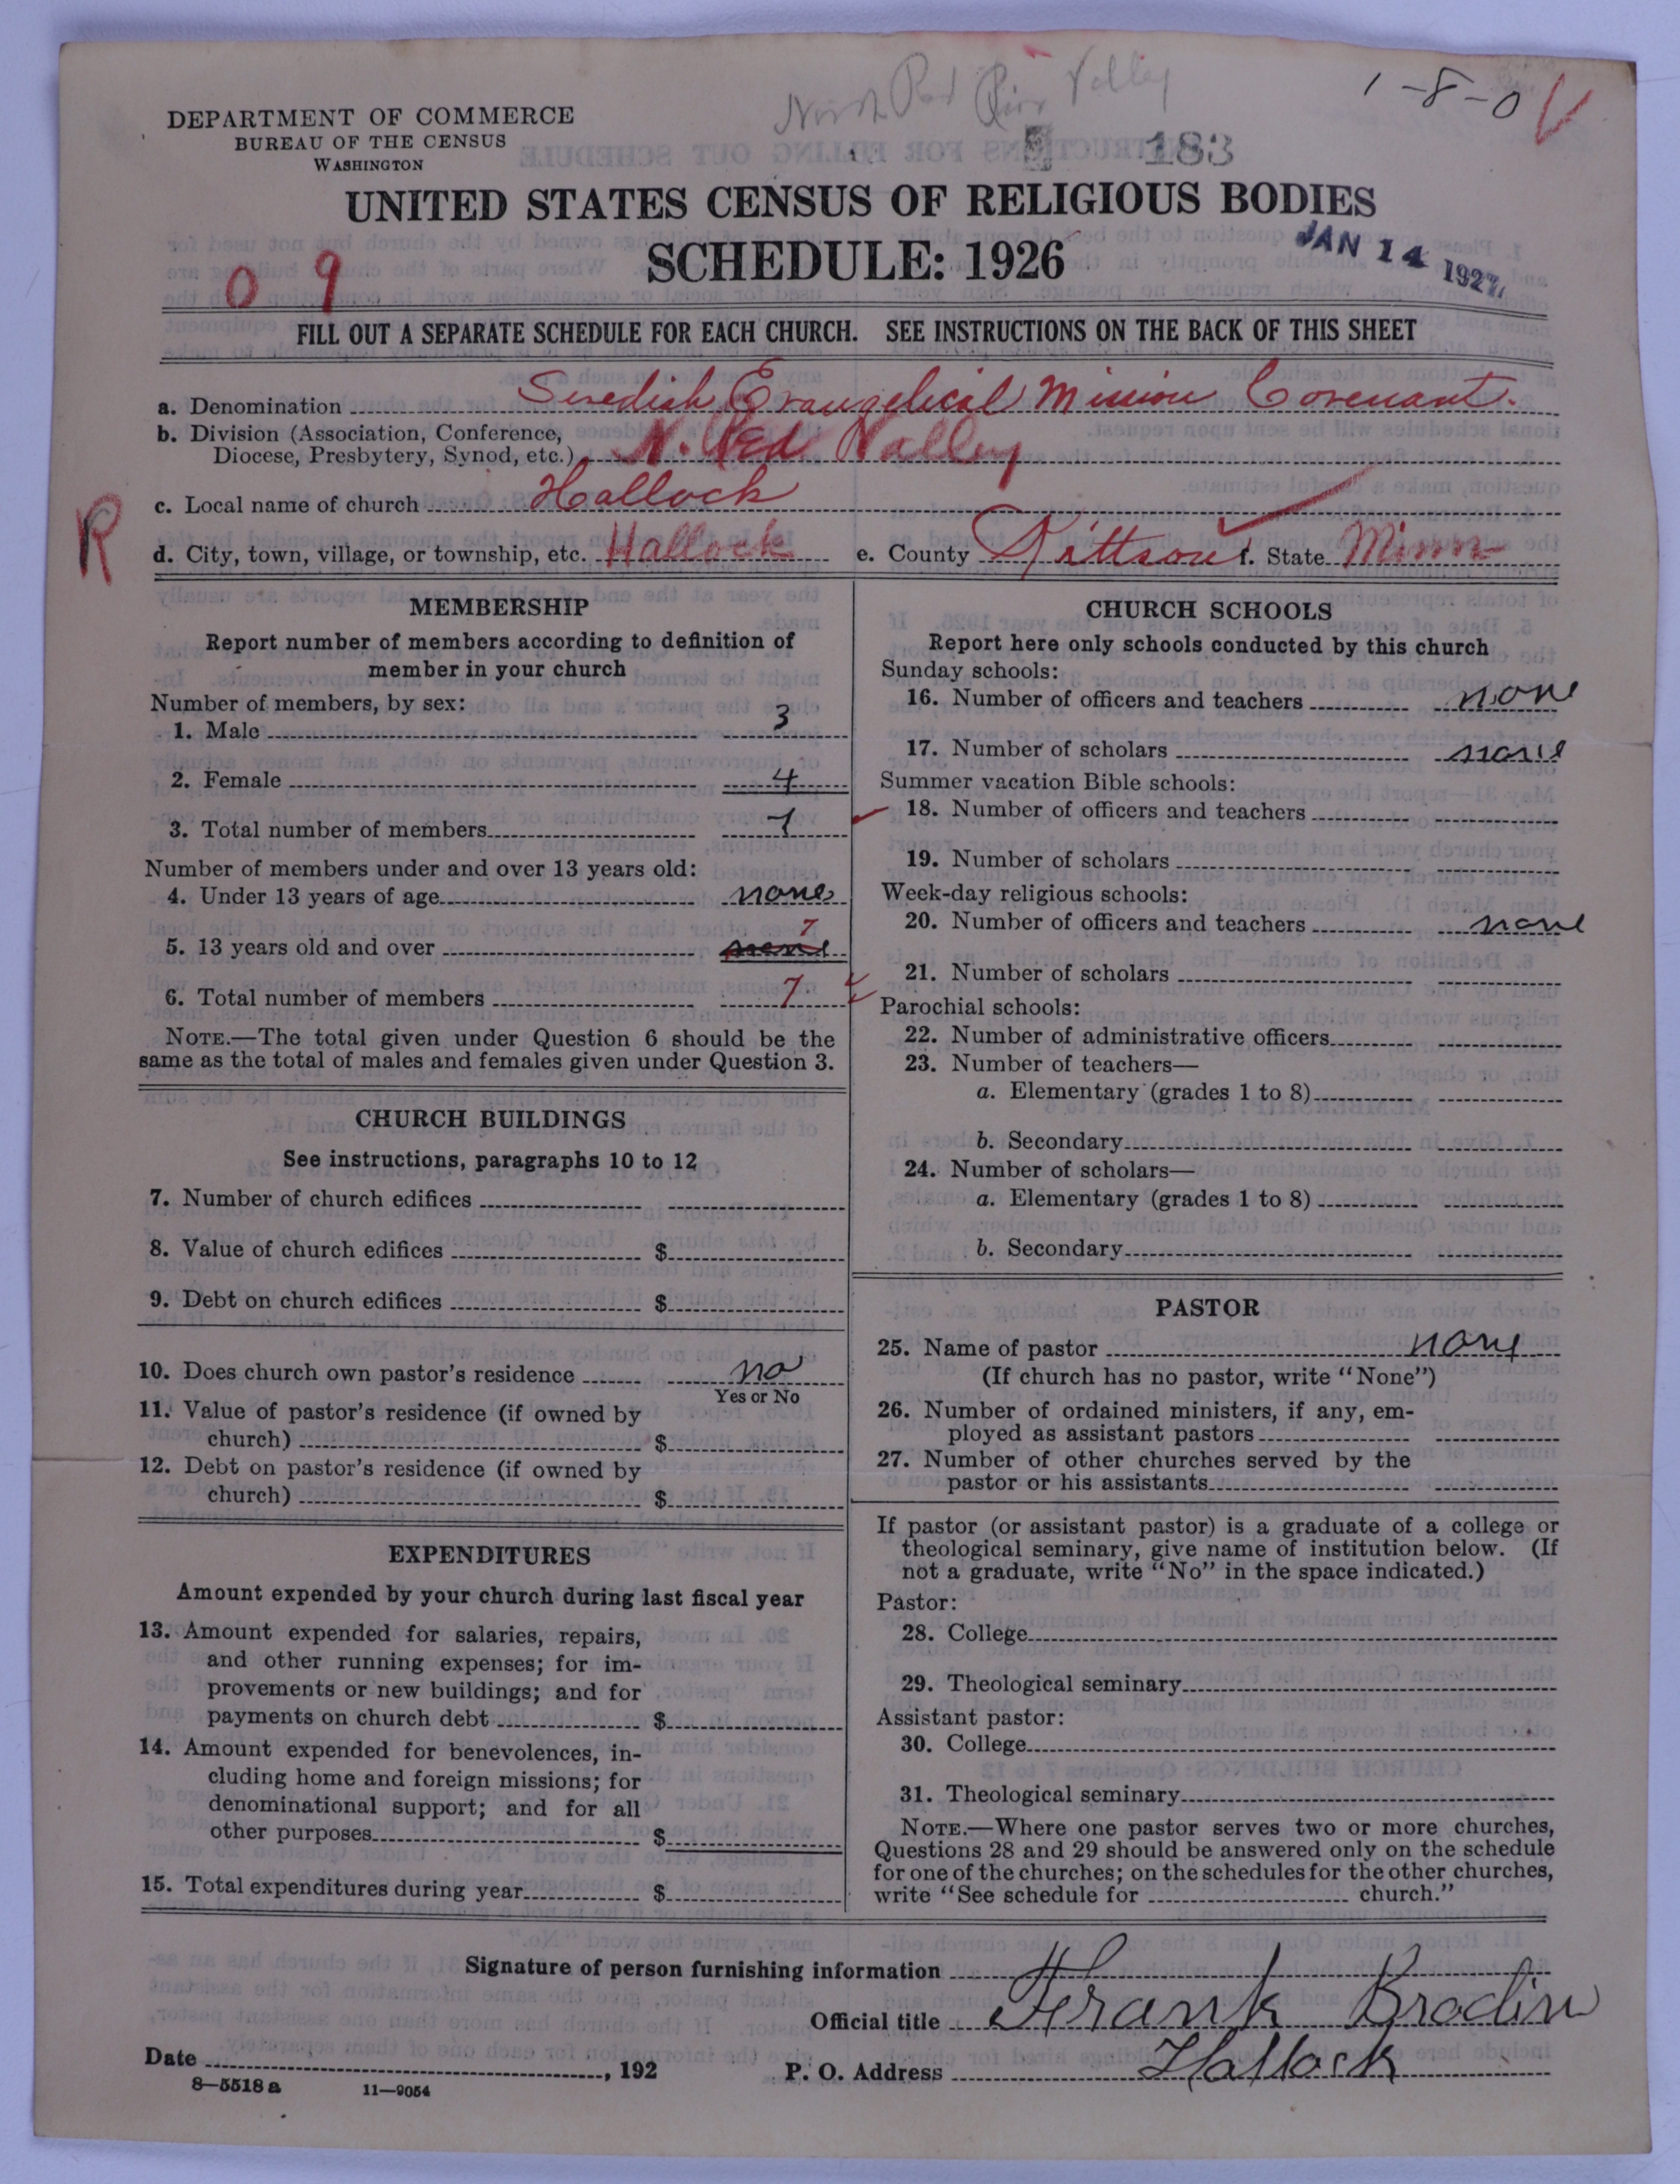 North Red River Valley
1-8-0 V
DEPARTMENT OF COMMERCE
BUREAU OF THE CENSUS
WASHINGTON
183
UNITED STATES CENSUS OF RELIGIOUS BODIES
SCHEDULE: 1926
JAN 14 1927
0 9
FILL OUT A SEPARATE SCHEDULE FOR EACH CHURCH. SEE INSTRUCTIONS ON THE BACK OF THIS SHEET
a. Denomination Swedish Evangelical Mission Covenant.
b. Division (Association, Conference,
Diocese, Presbytery, Synod, etc.) N. Red Valley
c. Local name of church Hallock
R
d. City, town, village, or township, etc. Hallock e. County Kittson f. State Minn
MEMBERSHIP
Report number of members according to definition of
member in your church
Number of members, by sex:
1. Male 3
2. Female 4
3. Total number of members 7
Number of members under and over 13 years old:
4. Under 13 years of age none
7
5. 13 years old and over none
6. Total number of members 7
NOTE.—The total given under Question 6 should be the
same as the total of males and females given under Question 3.
CHURCH BUILDINGS
See instructions, paragraphs 10 to 12
7. Number of church edifices
8. Value of church edifices $
9. Debt on church edifices $
10. Does church own pastor's residence no
Yes or No
11. Value of pastor's residence (if owned by
church) $
12. Debt on pastor's residence (if owned by
church) $
EXPENDITURES
Amount expended by your church during last fiscal year
13. Amount expended for salaries, repairs,
and other running expenses; for im-
provements or new buildings; and for
payments on church debt $
14. Amount expended for benevolences, in-
cluding home and foreign missions; for
denominational support; and for all
other purposes $
15. Total expenditures during year $
CHURCH SCHOOLS
Report here only schools conducted by this church
Sunday schools:
16. Number of officers and teachers none
17. Number of scholars none
Summer vacation Bible schools:
18. Number of officers and teachers
19. Number of scholars
Week-day religious schools:
20. Number of officers and teachers none
21. Number of scholars
Parochial schools:
22. Number of administrative officers
23. Number of teachers—
a. Elementary (grades 1 to 8)
b. Secondary
24. Number of scholars—
a. Elementary (grades 1 to 8)
b. Secondary
PASTOR
25. Name of pastor none
(If church has no pastor, write "None")
26. Number of ordained ministers, if any, em-
ployed as assistant pastors
27. Number of other churches served by the
pastor or his assistants
If pastor (or assistant pastor) is a graduate of a college or
theological seminary, give name of institution below. (If
not a graduate, write "No" in the space indicated.)
Pastor:
28. College
29. Theological seminary
Assistant pastor:
30. College
31. Theological seminary
NOTE.—Where one pastor serves two or more churches,
Questions 28 and 29 should be answered only on the schedule
for one of the churches; on the schedules for the other churches,
write "See schedule for church."
Signature of person furnishing information
Official title Frank Brodin
Date , 192 P. O. Address Hallock
8—5518 a 11—9054